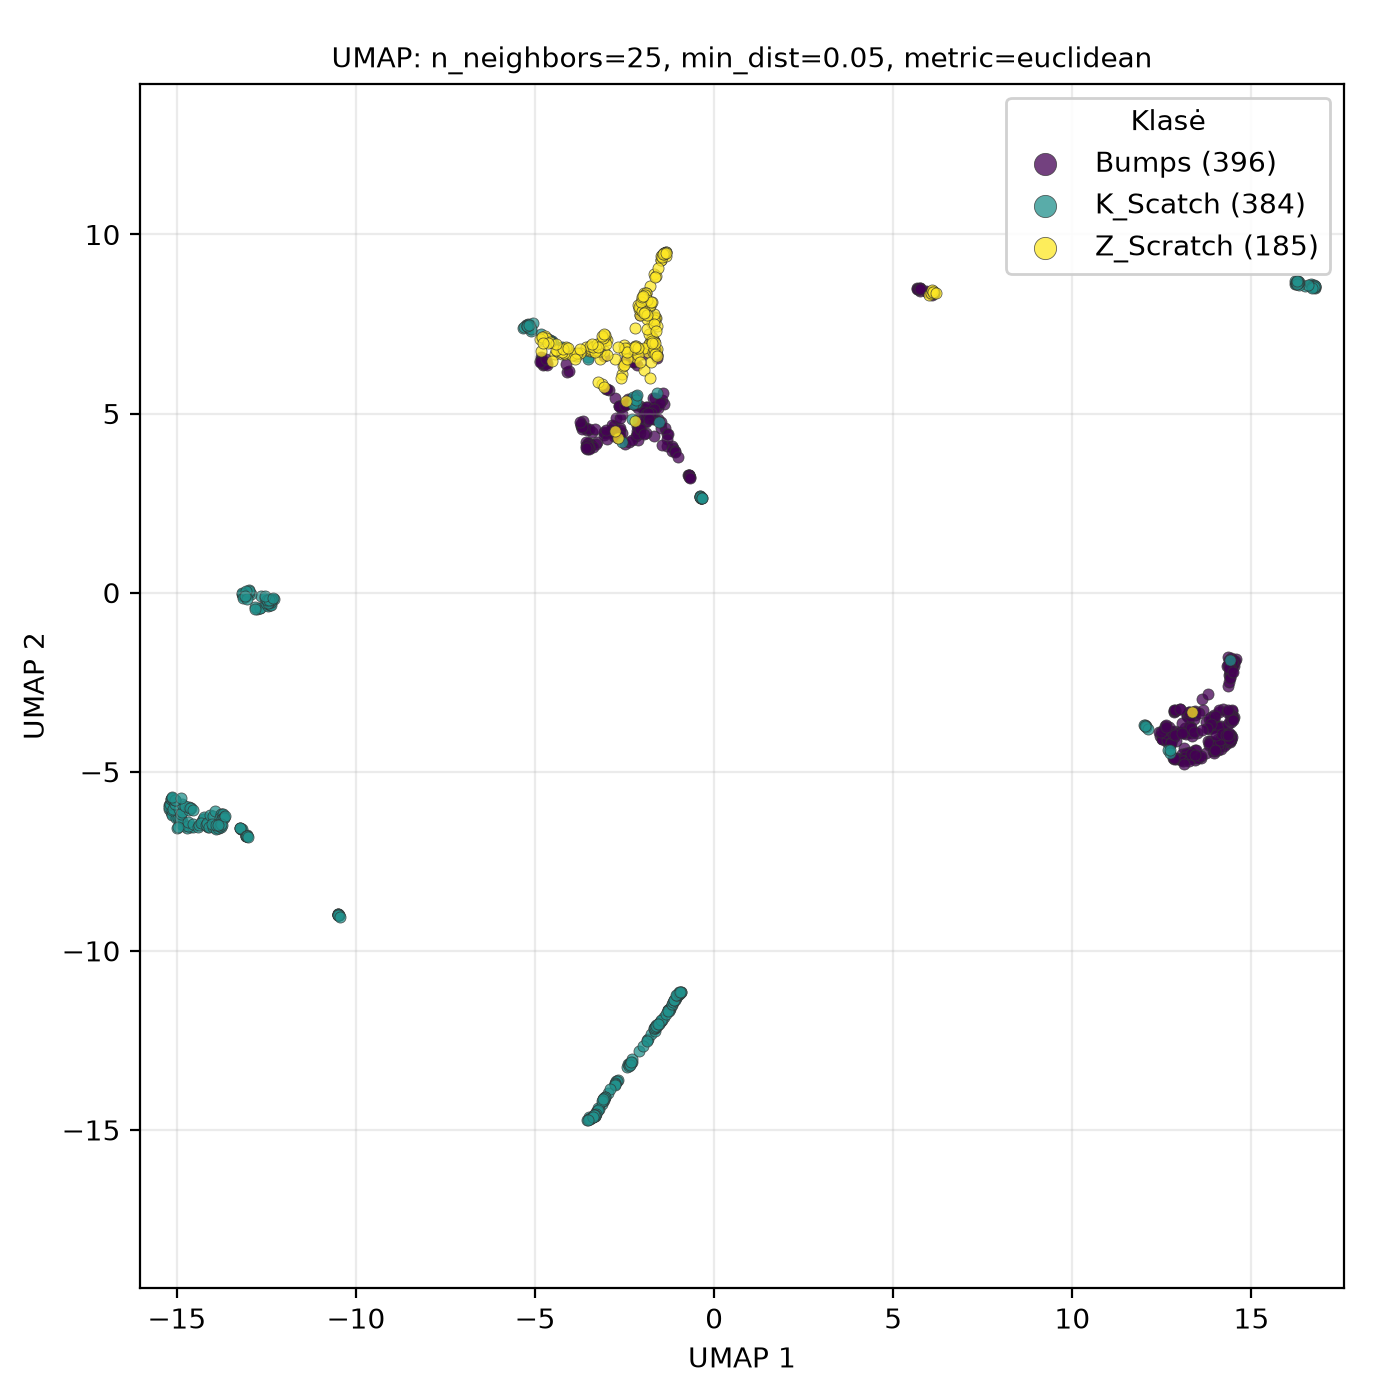 UMAP: n_neighbors=25, min_dist=0.05, metric=euclidean
Klasė
Bumps (396)
K_Scatch (384)
Z_Scratch (185)
10
5
0
−5
−10
−15
UMAP 2
−15 −10 −5 0 5 10 15
UMAP 1